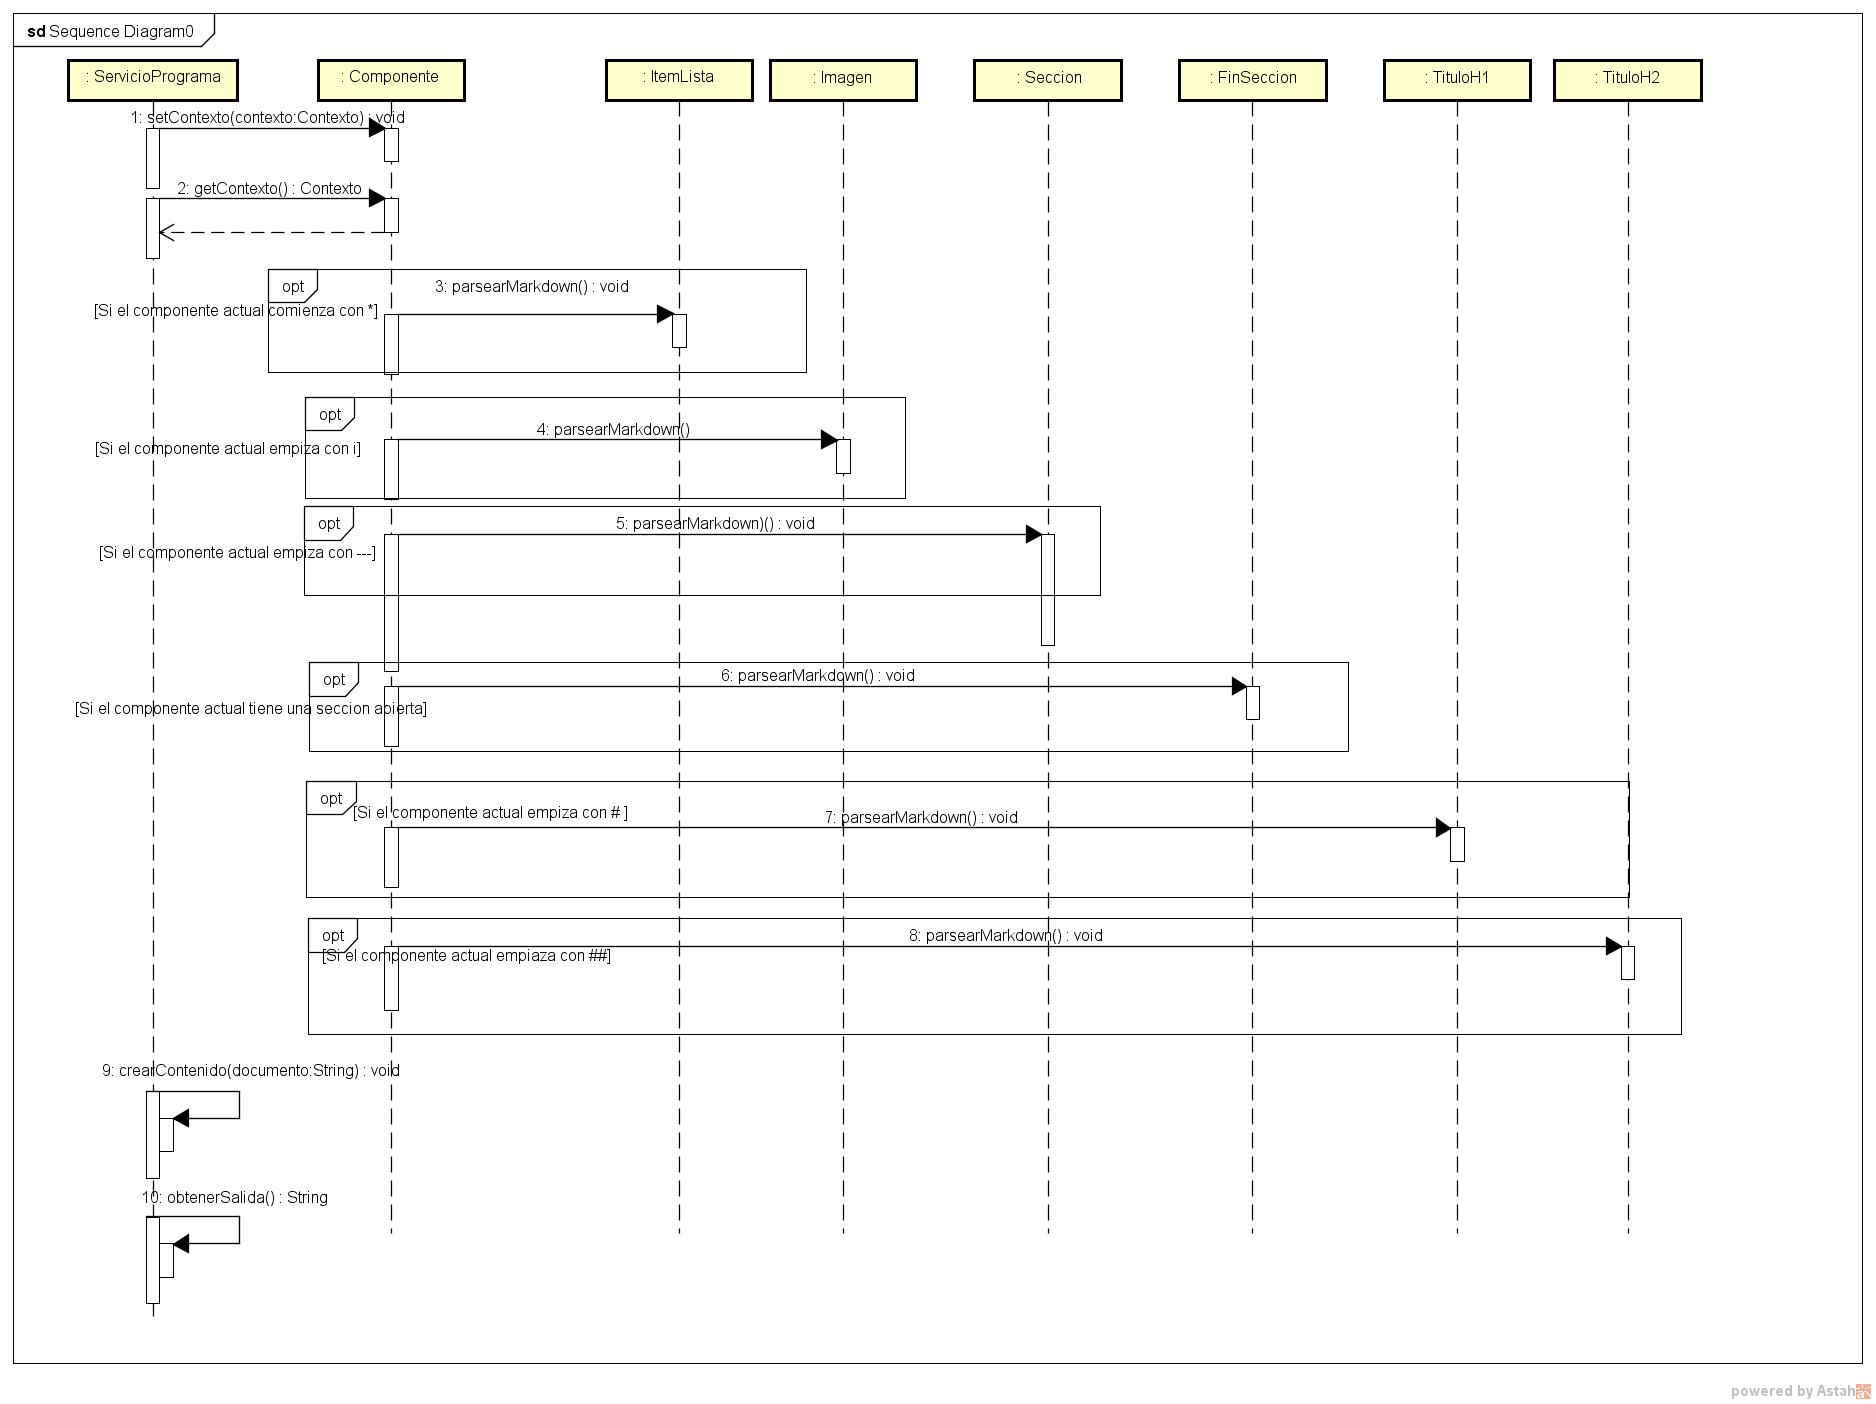 sd Sequence Diagram0
: ServicioPrograma
: Componente
: ItemLista
: Imagen
: Seccion
: FinSeccion
: TituloH1
: TituloH2
1: setContexto(contexto:Contexto) : void
2: getContexto() : Contexto
opt
3: parsearMarkdown() : void
[Si el componente actual comienza con *]
opt
4: parsearMarkdown()
[Si el componente actual empiza con i]
opt
5: parsearMarkdown)() : void
[Si el componente actual empiza con ---]
opt
6: parsearMarkdown() : void
[Si el componente actual tiene una seccion abierta]
opt
[Si el componente actual empiza con # ]
7: parsearMarkdown() : void
opt
8: parsearMarkdown() : void
[Si el componente actual empiaza con ##]
9: crearContenido(documento:String) : void
10: obtenerSalida() : String
powered by Astah